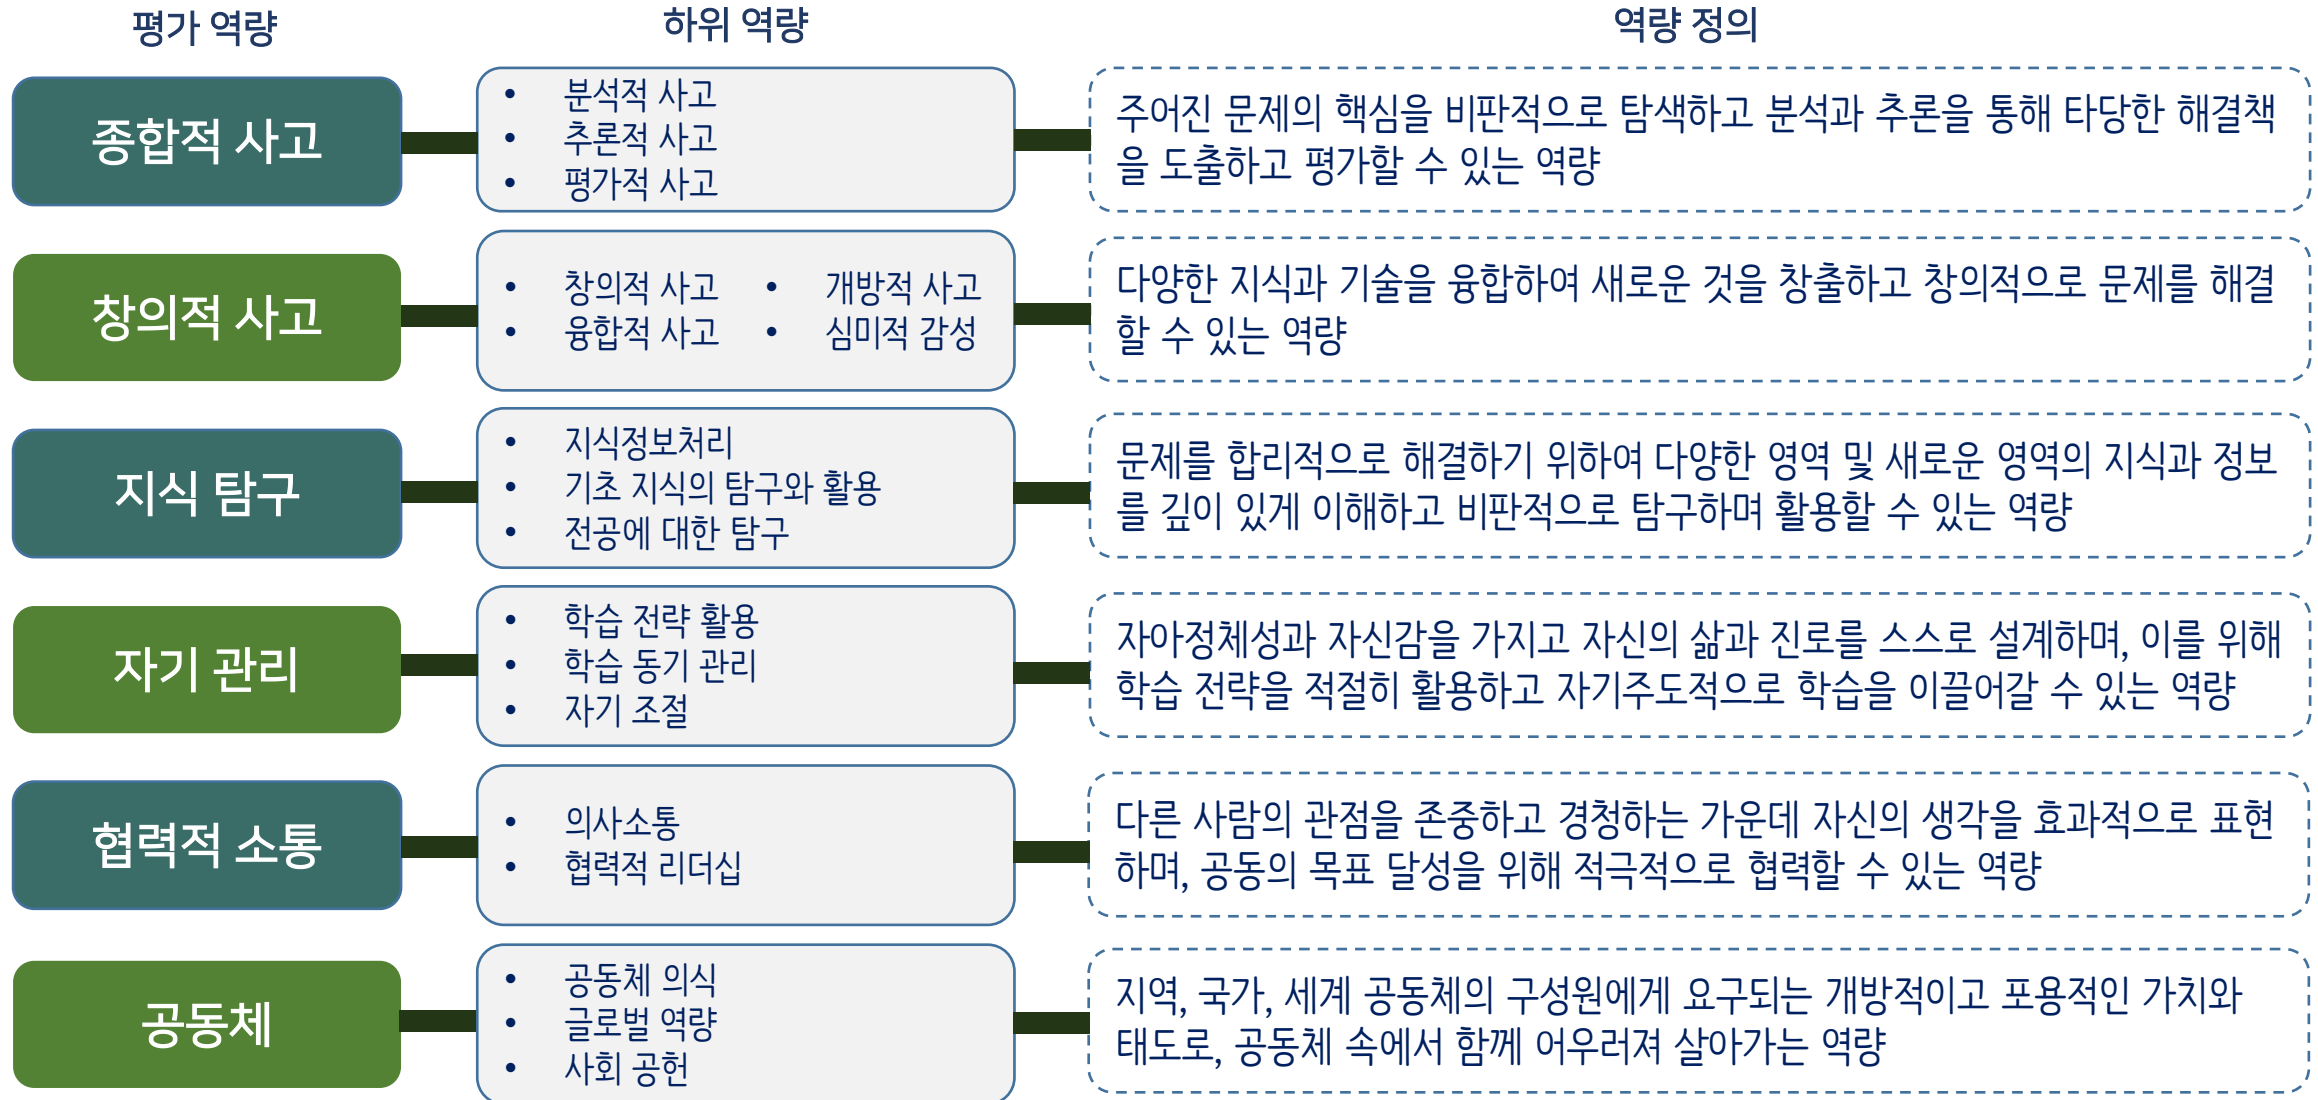 평가 역량
하위 역량
역량 정의
종합적 사고
• 분석적 사고
• 추론적 사고
• 평가적 사고
주어진 문제의 핵심을 비판적으로 탐색하고 분석과 추론을 통해 타당한 해결책
을 도출하고 평가할 수 있는 역량
창의적 사고
• 창의적 사고 • 개방적 사고
• 융합적 사고 • 심미적 감성
다양한 지식과 기술을 융합하여 새로운 것을 창출하고 창의적으로 문제를 해결
할 수 있는 역량
지식 탐구
• 지식정보처리
• 기초 지식의 탐구와 활용
• 전공에 대한 탐구
문제를 합리적으로 해결하기 위하여 다양한 영역 및 새로운 영역의 지식과 정보
를 깊이 있게 이해하고 비판적으로 탐구하며 활용할 수 있는 역량
자기 관리
• 학습 전략 활용
• 학습 동기 관리
• 자기 조절
자아정체성과 자신감을 가지고 자신의 삶과 진로를 스스로 설계하며, 이를 위해
학습 전략을 적절히 활용하고 자기주도적으로 학습을 이끌어갈 수 있는 역량
협력적 소통
• 의사소통
• 협력적 리더십
다른 사람의 관점을 존중하고 경청하는 가운데 자신의 생각을 효과적으로 표현
하며, 공동의 목표 달성을 위해 적극적으로 협력할 수 있는 역량
공동체
• 공동체 의식
• 글로벌 역량
• 사회 공헌
지역, 국가, 세계 공동체의 구성원에게 요구되는 개방적이고 포용적인 가치와
태도로, 공동체 속에서 함께 어우러져 살아가는 역량